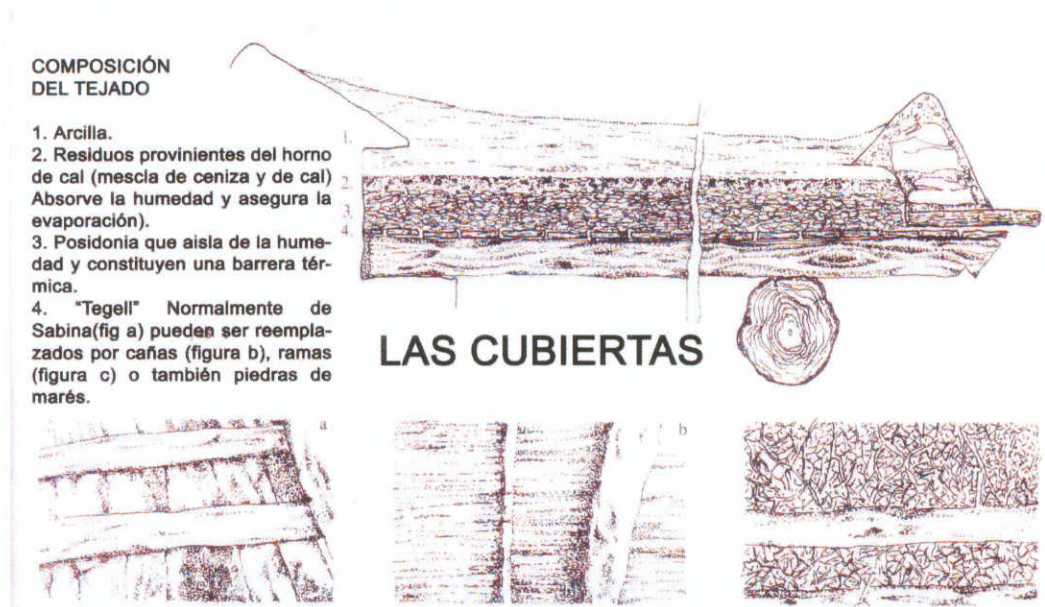 COMPOSICIÓN
DEL TEJADO
1. Arcilla.
2. Residuos provinientes del horno
de cal (mescla de ceniza y de cal)
Absorve la humedad y asegura la
evaporación).
3. Posidonia que aisla de la hume-
dad y constituyen una barrera tér-
mica.
4. "Tegell" Normalmente de
Sabina(fig a) pueden ser reempla-
zados por cañas (figura b), ramas
(figura c) o también piedras de
marés.
1.
2.
3.
4.
LAS CUBIERTAS
a
b